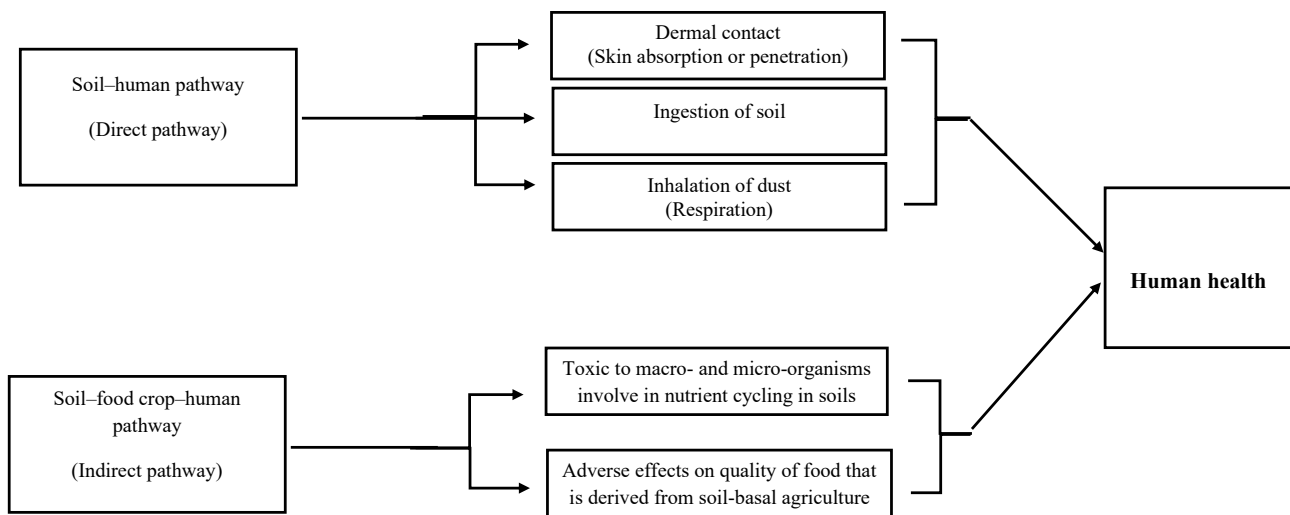 Soil–human pathway
(Direct pathway)
Dermal contact
(Skin absorption or penetration)
Ingestion of soil
Inhalation of dust
(Respiration)
Human health
Soil–food crop–human
pathway
(Indirect pathway)
Toxic to macro- and micro-organisms
involve in nutrient cycling in soils
Adverse effects on quality of food that
is derived from soil-basal agriculture